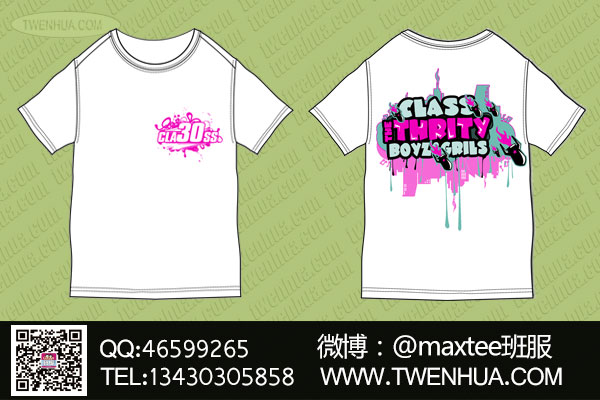 TWENHUA.COM
CLA30SS
CLASS
THE THRITY
BOYZ&GRILS
QQ:46599265
微博：@maxtee班服
TEL:13430305858
WWW.TWENHUA.COM